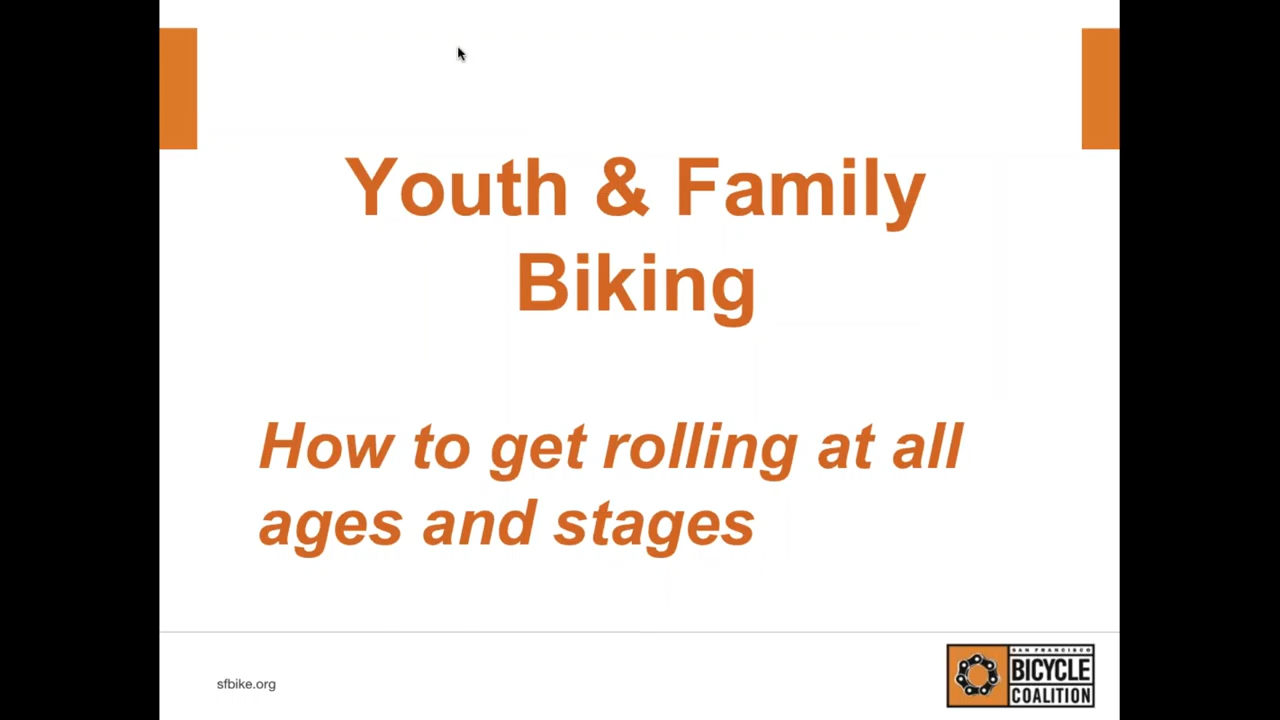 Youth & Family
Biking
How to get rolling at all
ages and stages
sfbike.org
SAN FRANCISCO
BICYCLE
COALITION